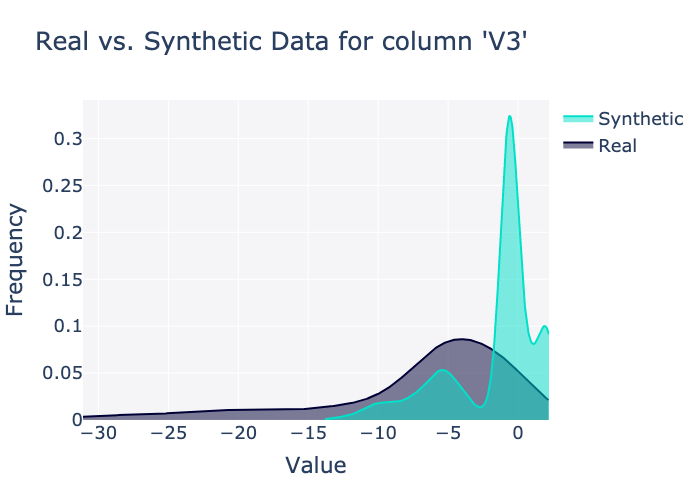 Real vs. Synthetic Data for column 'V3'
Synthetic
Real
0.3
0.25
0.2
0.15
0.1
0.05
0
−30 −25 −20 −15 −10 −5 0
Frequency
Value